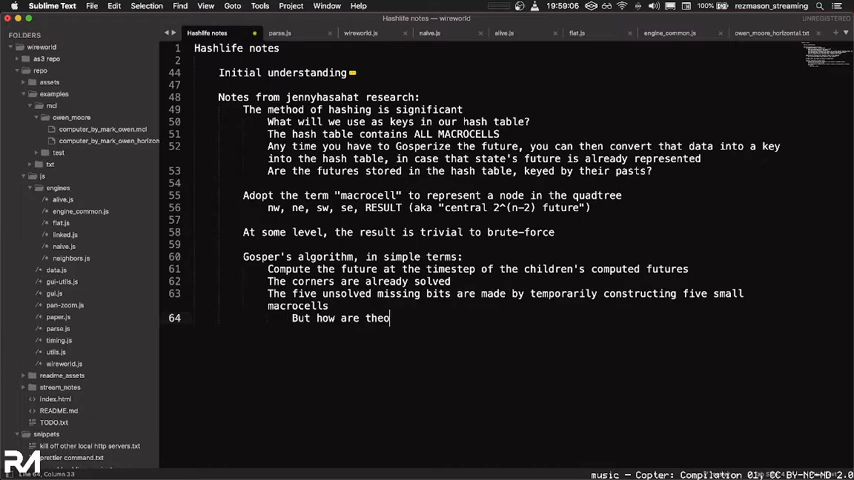 Sublime Text File Edit Selection Find View Goto Tools Project Window Help 100% 19:59:06 rezmason_streaming
Hashlife notes — wireworld
UNREGISTERED
FOLDERS
wireworld
as3 repo
repo
assets
examples
mcl
owen_moore
computer_by_mark_owen.mcl
computer_by_mark_owen_horizon
test
txt
js
engines
alive.js
engine_common.js
flat.js
linked.js
naive.js
neighbors.js
data.js
gui-utils.js
gui.js
pan-zoom.js
paper.js
parse.js
timing.js
utils.js
wireworld.js
readme_assets
stream_notes
index.html
README.md
TODO.txt
snippets
kill off other local http servers.txt
prettier command.txt
Hashlife notes parse.js wireworld.js naive.js alive.js flat.js engine_common.js owen_moore_horizontal.txt
1 Hashlife notes
2
44 Initial understanding
47
48 Notes from jennyhasahat research:
49 The method of hashing is significant
50 What will we use as keys in our hash table?
51 The hash table contains ALL MACROCELLS
52 Any time you have to Gosperize the future, you can then convert that data into a key
into the hash table, in case that state's future is already represented
53 Are the futures stored in the hash table, keyed by their pasts?
54
55 Adopt the term "macrocell" to represent a node in the quadtree
56 nw, ne, sw, se, RESULT (aka "central 2^(n-2) future")
57
58 At some level, the result is trivial to brute-force
59
60 Gosper's algorithm, in simple terms:
61 Compute the future at the timestep of the children's computed futures
62 The corners are already solved
63 The five unsolved missing bits are made by temporarily constructing five small
macrocells
64 But how are theo
RM
Line 64, Column 33
music - Copter: Compilation 01, CC BY-NC-ND 2.0